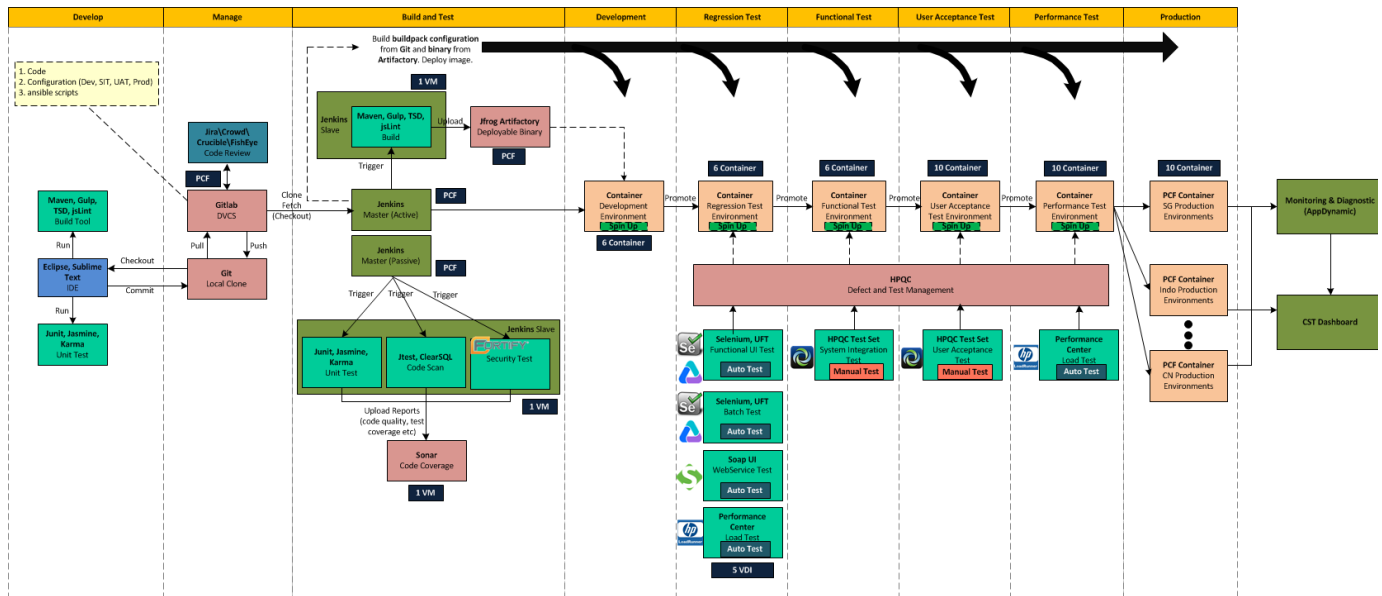 Develop
Manage
Build and Test
Development
Regression Test
Functional Test
User Acceptance Test
Performance Test
Production
Build buildpack configuration
from Git and binary from
Artifactory. Deploy image.
1. Code
2. Configuration (Dev, SIT, UAT, Prod)
3. ansible scripts
1 VM
Jenkins
Slave
Maven, Gulp, TSD,
jsLint
Build
Upload
Jfrog Artifactory
Deployable Binary
PCF
Trigger
Jira\Crowd\
Crucible\FishEye
Code Review
PCF
Gitlab
DVCS
Clone
Fetch
(Checkout)
Jenkins
Master (Active)
PCF
Jenkins
Master (Passive)
PCF
Maven, Gulp,
TSD, jsLint
Build Tool
Run
Pull
Push
Eclipse, Sublime
Text
IDE
Checkout
Commit
Git
Local Clone
Run
Junit, Jasmine,
Karma
Unit Test
Trigger
Trigger
Trigger
Jenkins Slave
Junit, Jasmine,
Karma
Unit Test
Jtest, ClearSQL
Code Scan
FORTIFY
Security Test
1 VM
Upload Reports
(code quality, test
coverage etc)
Sonar
Code Coverage
1 VM
Container
Development
Environment
Spin Up
6 Container
Promote
6 Container
Container
Regression Test
Environment
Spin Up
Promote
6 Container
Container
Functional Test
Environment
Spin Up
Promote
10 Container
Container
User Acceptance
Test Environment
Spin Up
Promote
10 Container
Container
Performance Test
Environment
Spin Up
10 Container
PCF Container
SG Production
Environments
PCF Container
Indo Production
Environments
PCF Container
CN Production
Environments
Monitoring & Diagnostic
(AppDynamic)
CST Dashboard
HPQC
Defect and Test Management
Se
Selenium, UFT
Functional UI Test
Auto Test
HPQC Test Set
System Integration
Test
Manual Test
HPQC Test Set
User Acceptance
Test
Manual Test
hp
LoadRunner
Performance
Center
Load Test
Auto Test
Se
Selenium, UFT
Batch Test
Auto Test
S
Soap UI
WebService Test
Auto Test
hp
LoadRunner
Performance
Center
Load Test
Auto Test
5 VDI